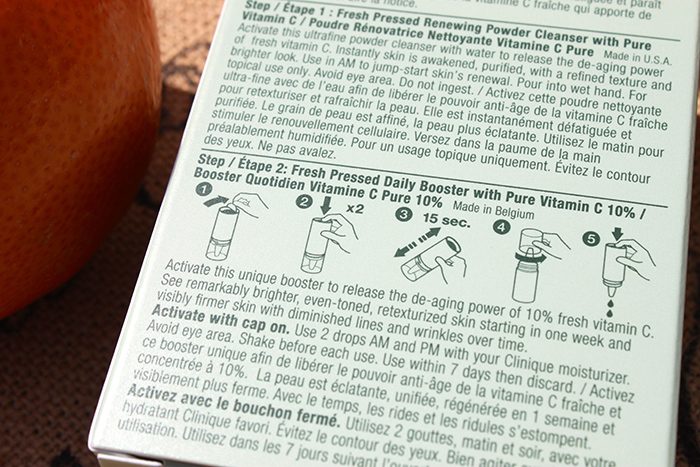 lire la notice. vitamine C fraîche qui apporte de
Step / Étape 1 : Fresh Pressed Renewing Powder Cleanser with Pure
Vitamin C / Poudre Rénovatrice Nettoyante Vitamine C Pure Made in U.S.A.
Activate this ultrafine powder cleanser with water to release the de-aging power
of fresh vitamin C. Instantly skin is awakened, purified, with a refined texture and
brighter look. Use in AM to jump-start skin's renewal. Pour into wet hand. For
topical use only. Avoid eye area. Do not ingest. / Activez cette poudre nettoyante
ultra-fine avec de l'eau afin de libérer le pouvoir anti-âge de la vitamine C fraîche
pour retexturiser et rafraîchir la peau. Elle est instantanément défatiguée et
purifiée. Le grain de peau est affiné, la peau plus éclatante. Utilisez le matin pour
stimuler le renouvellement cellulaire. Versez dans la paume de la main
préalablement humidifiée. Pour un usage topique uniquement. Évitez le contour
des yeux. Ne pas avalez.
Step / Étape 2: Fresh Pressed Daily Booster with Pure Vitamin C 10% /
Booster Quotidien Vitamine C Pure 10% Made in Belgium
1 2 x2 3 15 sec. 4 5
Activate this unique booster to release the de-aging power of 10% fresh vitamin C.
See remarkably brighter, even-toned, retexturized skin starting in one week and
visibly firmer skin with diminished lines and wrinkles over time.
Activate with cap on. Use 2 drops AM and PM with your Clinique moisturizer.
Avoid eye area. Shake before each use. Use within 7 days then discard. / Activez
ce booster unique afin de libérer le pouvoir anti-âge de la vitamine C fraîche et
concentrée à 10%. La peau est éclatante, unifiée, régénérée en 1 semaine et
visiblement plus ferme. Avec le temps, les rides et les ridules s'estompent.
Activez avec le bouchon fermé. Utilisez 2 gouttes, matin et soir, avec votre
hydratant Clinique favori. Évitez le contour des yeux. Bien agiter
utilisation. Utilisez dans les 7 jours suivant